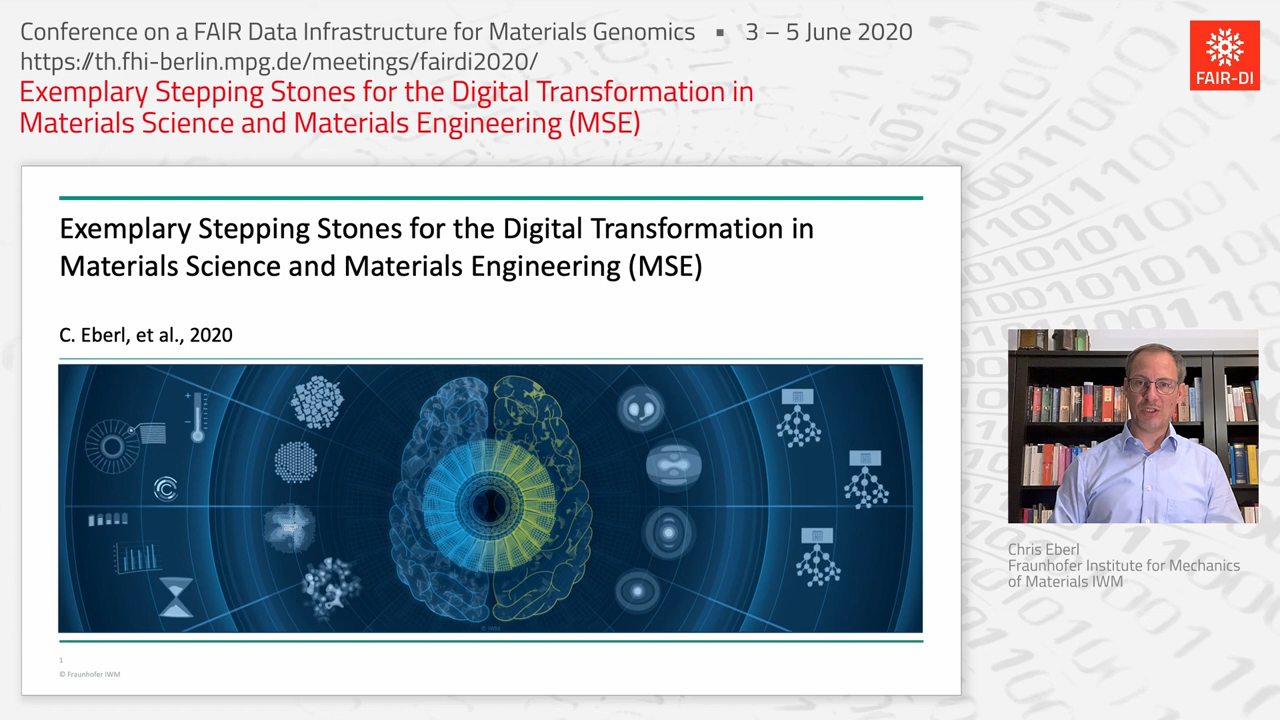 Conference on a FAIR Data Infrastructure for Materials Genomics ▪ 3 – 5 June 2020
https://th.fhi-berlin.mpg.de/meetings/fairdi2020/
Exemplary Stepping Stones for the Digital Transformation in
Materials Science and Materials Engineering (MSE)
FAIR-DI
Exemplary Stepping Stones for the Digital Transformation in
Materials Science and Materials Engineering (MSE)
C. Eberl, et al., 2020
© IWM
1
© Fraunhofer IWM
Chris Eberl
Fraunhofer Institute for Mechanics
of Materials IWM